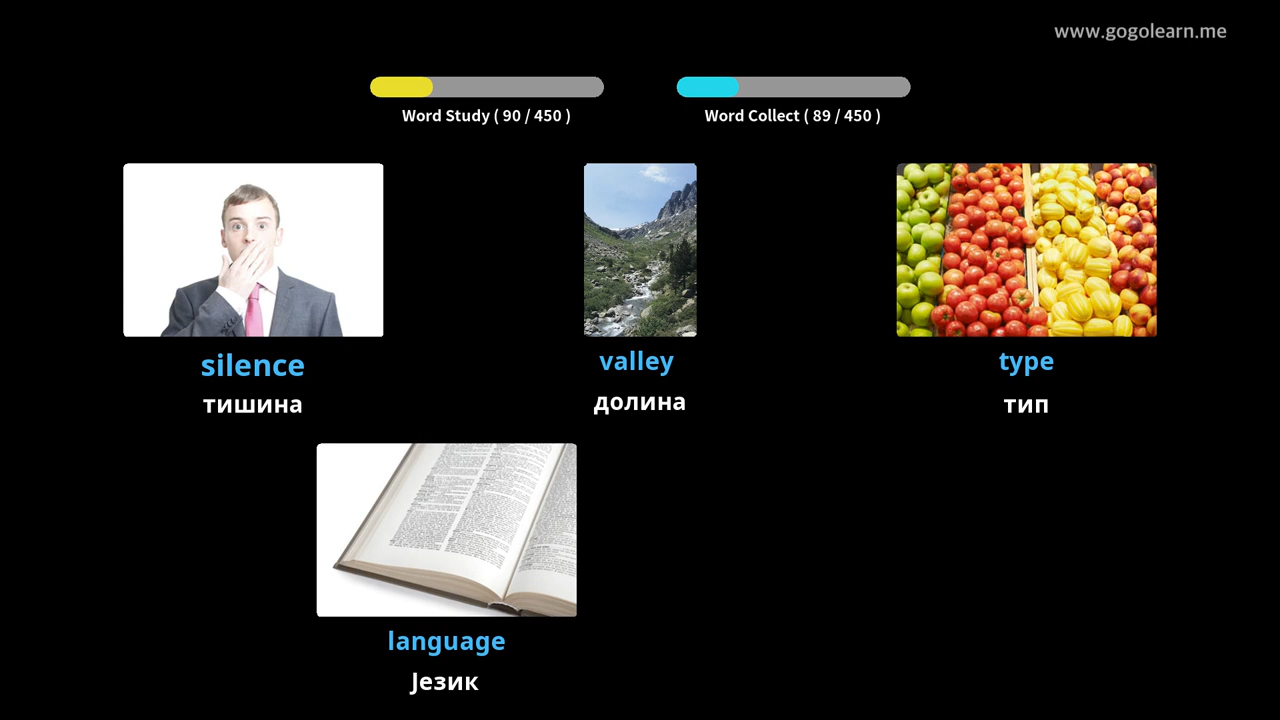 www.gogolearn.me
Word Study ( 90 / 450 )
Word Collect ( 89 / 450 )
silence
valley
type
тишина
долина
тип
language
Језик